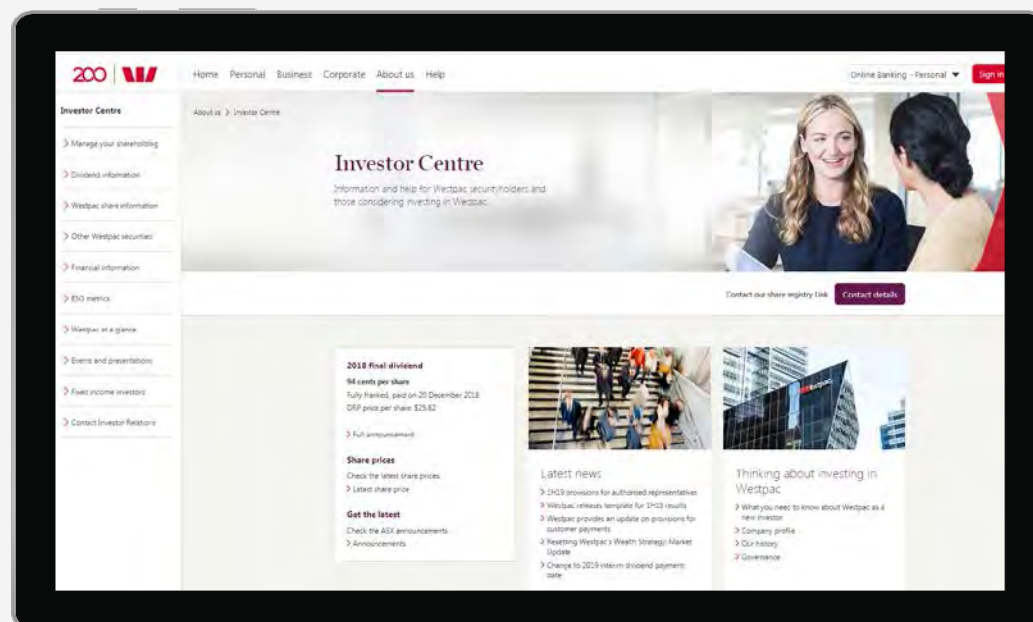 200
Home Personal Business Corporate About us Help
Online Banking - Personal
Sign in
Investor Centre
Manage your shareholding
Dividend information
Westpac share information
Other Westpac securities
Financial information
ESG metrics
Westpac at a glance
Events and presentations
Fixed income investors
Contact Investor Relations
About us > Investor Centre
Investor Centre
Information and help for Westpac securityholders and
those considering investing in Westpac.
Contact our share registry Link
Contact details
2018 final dividend
94 cents per share
Fully franked, paid on 20 December 2018
DRP price per share: $25.82
Full announcement
Share prices
Check the latest share prices.
Latest share price
Get the latest
Check the ASX announcements
Announcements
Latest news
1H19 provisions for authorised representatives
Westpac releases template for 1H19 results
Westpac provides an update on provisions for
customer payments
Resetting Westpac's Wealth Strategy: Market
Update
Change to 2019 interim dividend payment
date
Westpac
Thinking about investing in
Westpac
What you need to know about Westpac as a
new investor
Company profile
Our history
Governance